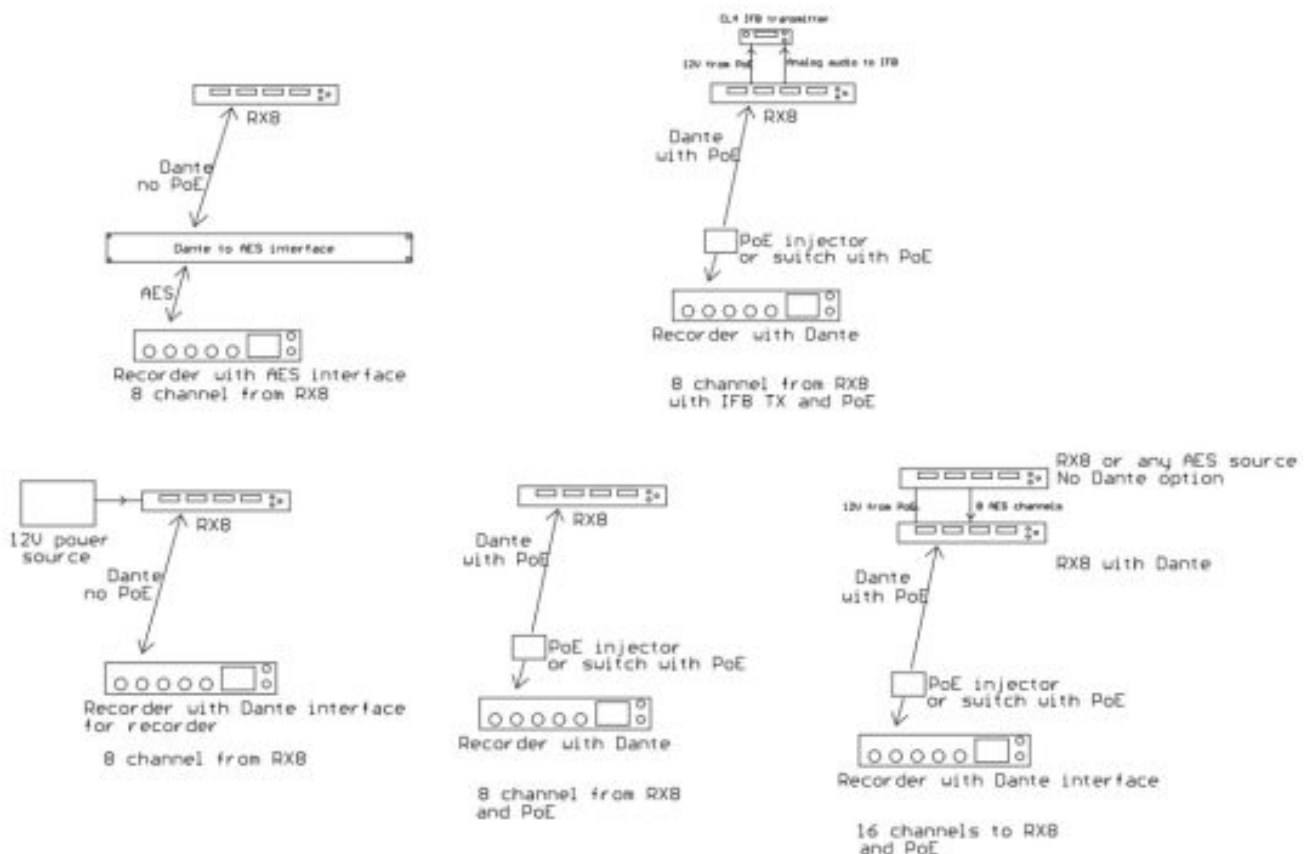 RX8
Dante
no PoE
Dante to AES interface
AES
Recorder with AES interface
8 channel from RX8
CL4 IFB transmitter
12V from PoE
Analog audio to IFB
RX8
Dante
with PoE
PoE injector
or switch with PoE
Recorder with Dante
8 channel from RX8
with IFB TX and PoE
12V power
source
RX8
Dante
no PoE
Recorder with Dante interface
for recorder
8 channel from RX8
RX8
Dante
with PoE
PoE injector
or switch with PoE
Recorder with Dante
8 channel from RX8
and PoE
RX8 or any AES source
No Dante option
12V from PoE
8 AES channels
RX8 with Dante
Dante
with PoE
PoE injector
or switch with PoE
Recorder with Dante interface
16 channels to RX8
and PoE